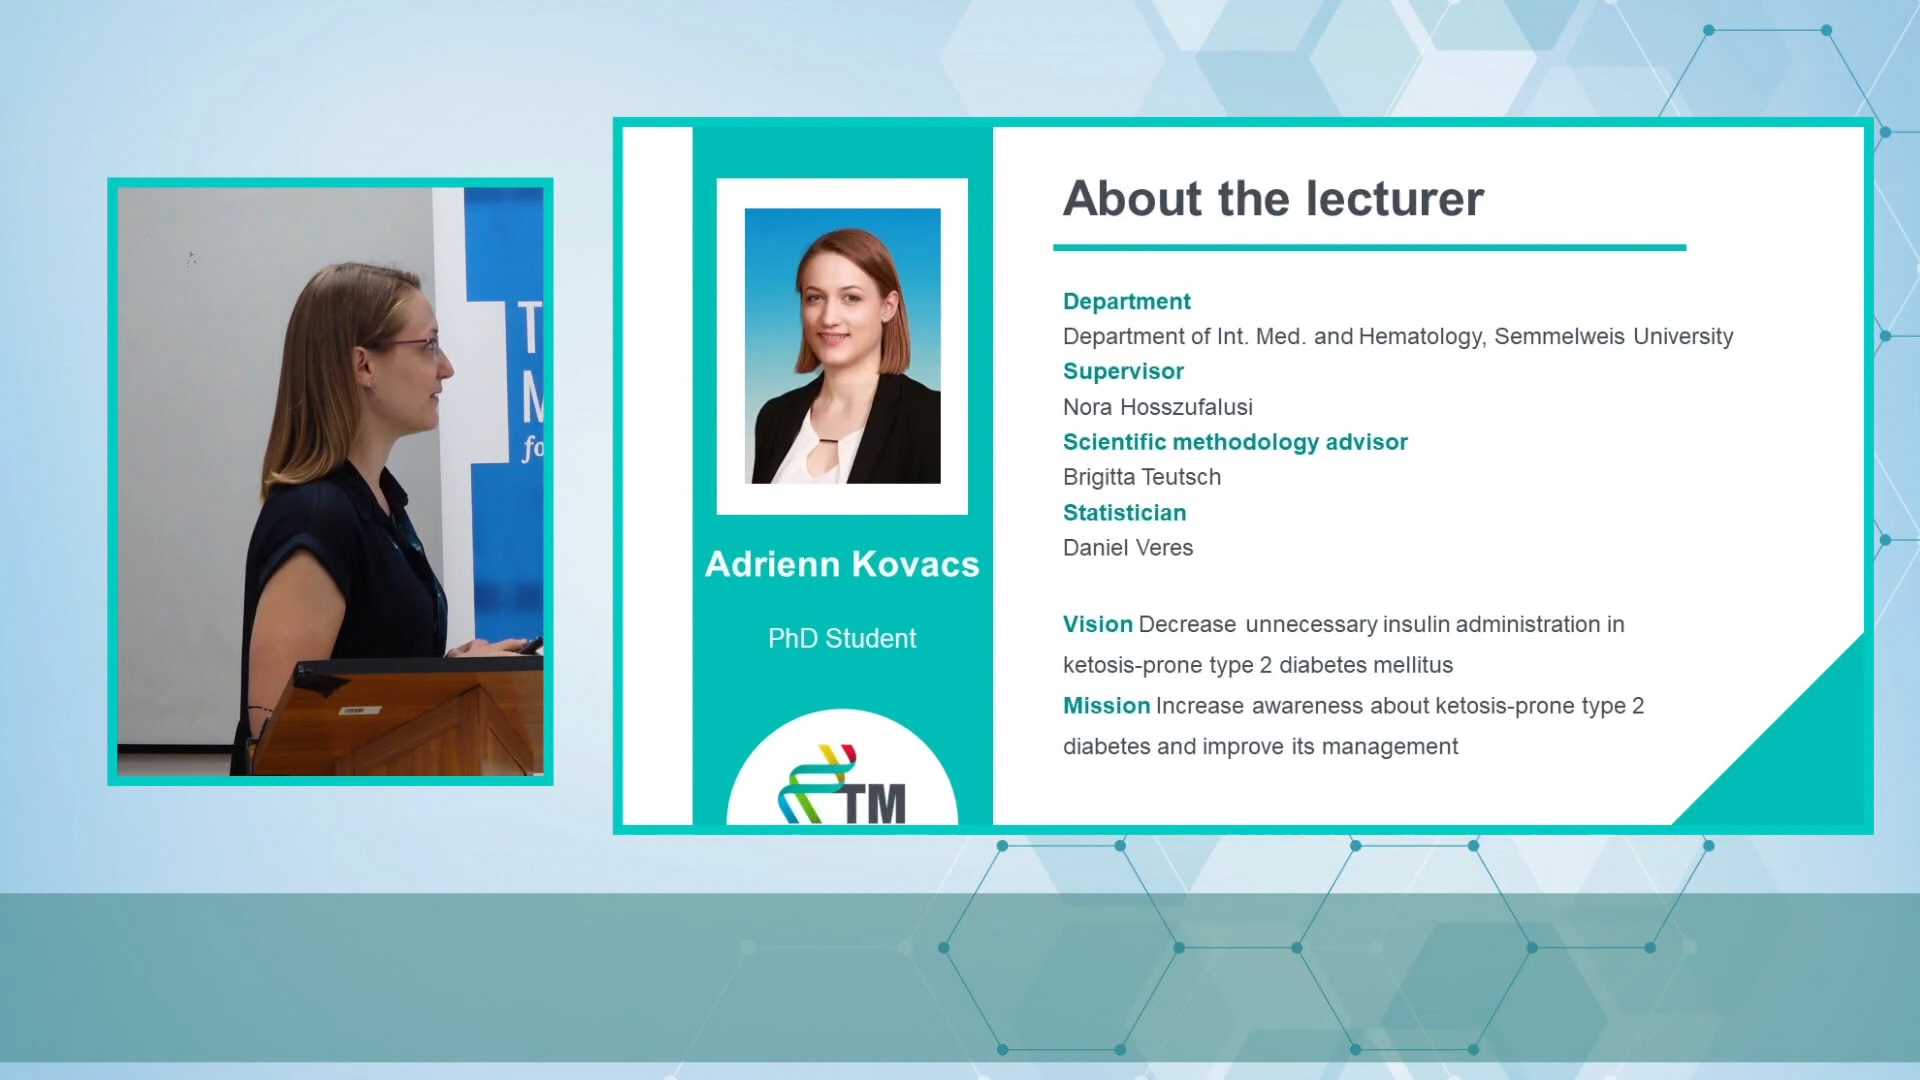 T
M
fo
Adrienn Kovacs
PhD Student
TM
About the lecturer
Department
Department of Int. Med. and Hematology, Semmelweis University
Supervisor
Nora Hosszufalusi
Scientific methodology advisor
Brigitta Teutsch
Statistician
Daniel Veres
Vision Decrease unnecessary insulin administration in
ketosis-prone type 2 diabetes mellitus
Mission Increase awareness about ketosis-prone type 2
diabetes and improve its management